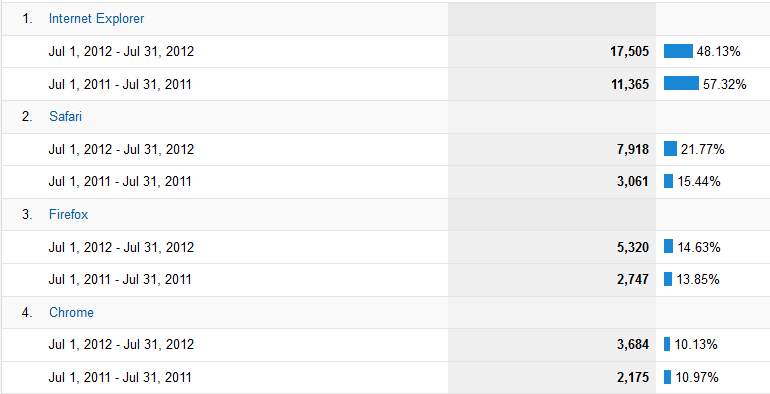 1. Internet Explorer
Jul 1, 2012 - Jul 31, 2012 17,505 48.13%
Jul 1, 2011 - Jul 31, 2011 11,365 57.32%
2. Safari
Jul 1, 2012 - Jul 31, 2012 7,918 21.77%
Jul 1, 2011 - Jul 31, 2011 3,061 15.44%
3. Firefox
Jul 1, 2012 - Jul 31, 2012 5,320 14.63%
Jul 1, 2011 - Jul 31, 2011 2,747 13.85%
4. Chrome
Jul 1, 2012 - Jul 31, 2012 3,684 10.13%
Jul 1, 2011 - Jul 31, 2011 2,175 10.97%